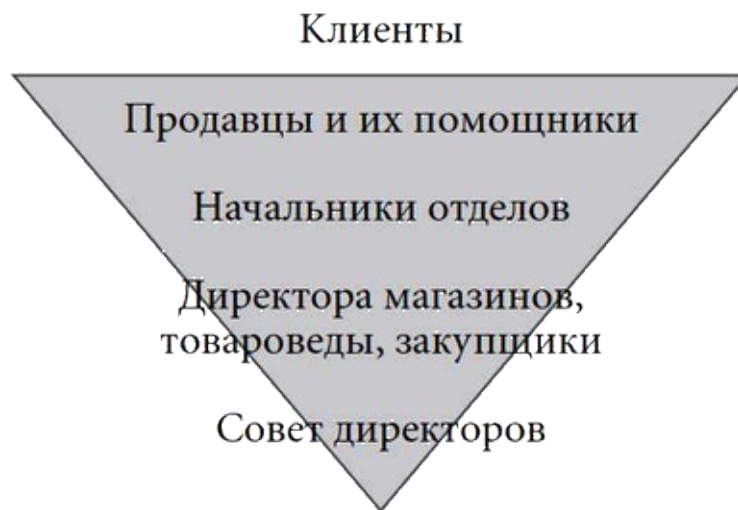 Клиенты
Продавцы и их помощники
Начальники отделов
Директора магазинов,
товароведы, закупщики
Совет директоров